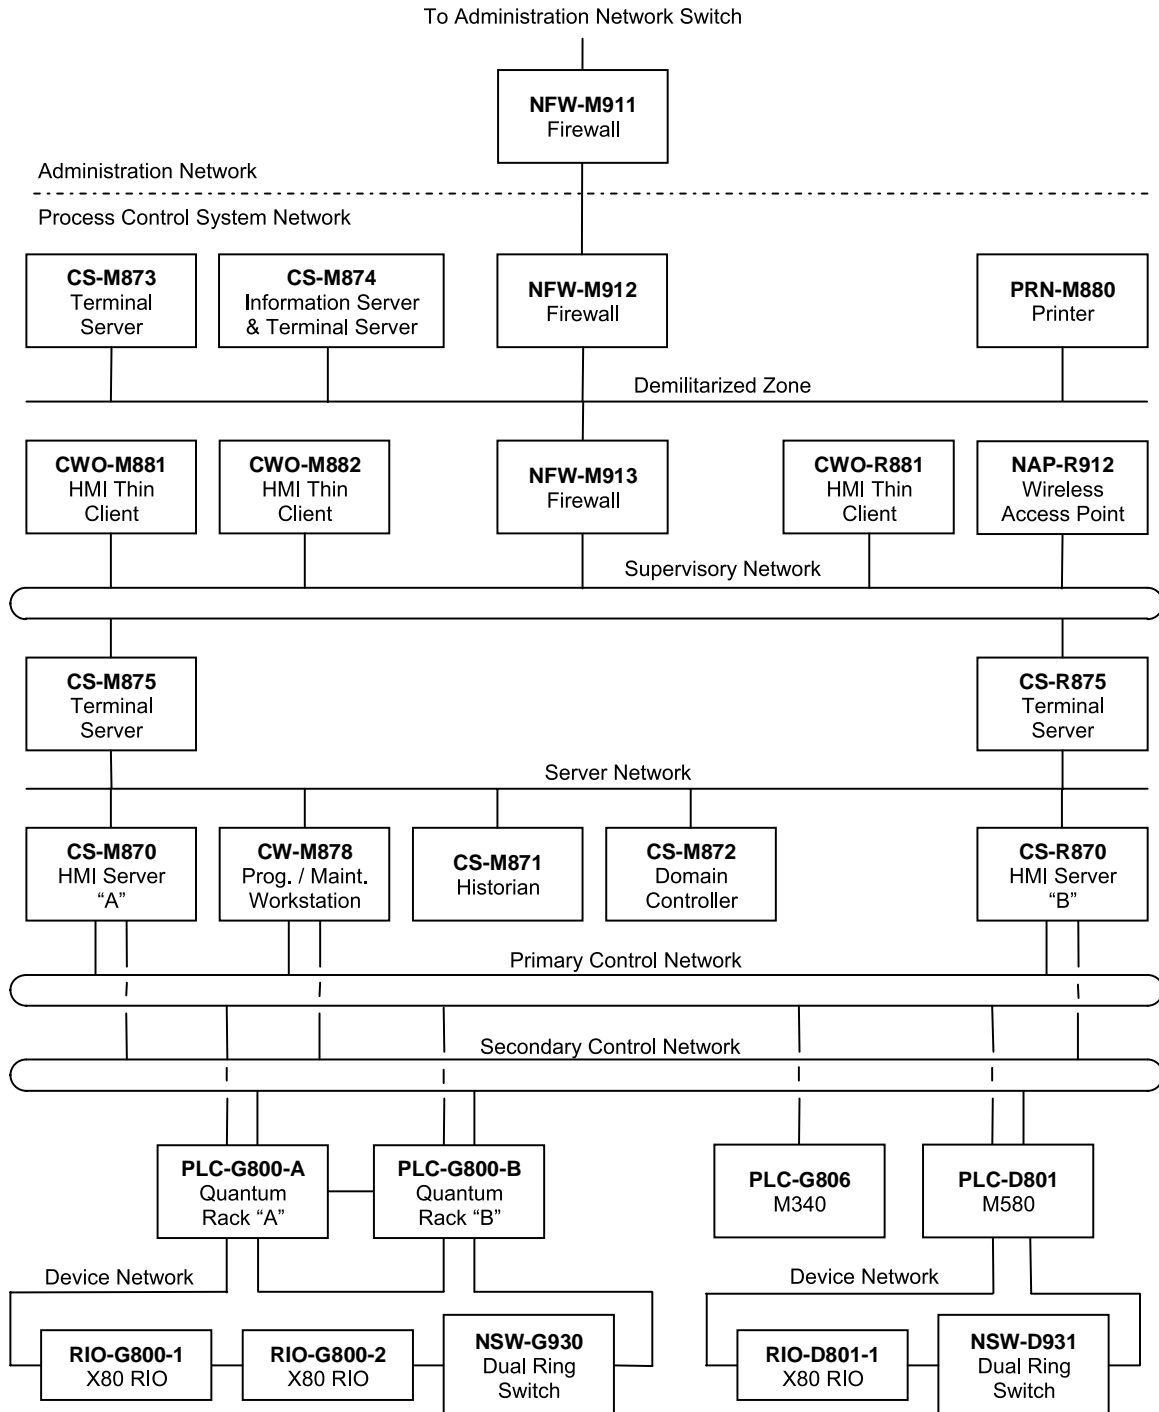 To Administration Network Switch
NFW-M911
Firewall
Administration Network
Process Control System Network
CS-M873
Terminal
Server
CS-M874
Information Server
& Terminal Server
NFW-M912
Firewall
PRN-M880
Printer
Demilitarized Zone
CWO-M881
HMI Thin
Client
CWO-M882
HMI Thin
Client
NFW-M913
Firewall
CWO-R881
HMI Thin
Client
NAP-R912
Wireless
Access Point
Supervisory Network
CS-M875
Terminal
Server
CS-R875
Terminal
Server
Server Network
CS-M870
HMI Server
“A”
CW-M878
Prog. / Maint.
Workstation
CS-M871
Historian
CS-M872
Domain
Controller
CS-R870
HMI Server
“B”
Primary Control Network
Secondary Control Network
PLC-G800-A
Quantum
Rack “A”
PLC-G800-B
Quantum
Rack “B”
PLC-G806
M340
PLC-D801
M580
Device Network
Device Network
RIO-G800-1
X80 RIO
RIO-G800-2
X80 RIO
NSW-G930
Dual Ring
Switch
RIO-D801-1
X80 RIO
NSW-D931
Dual Ring
Switch